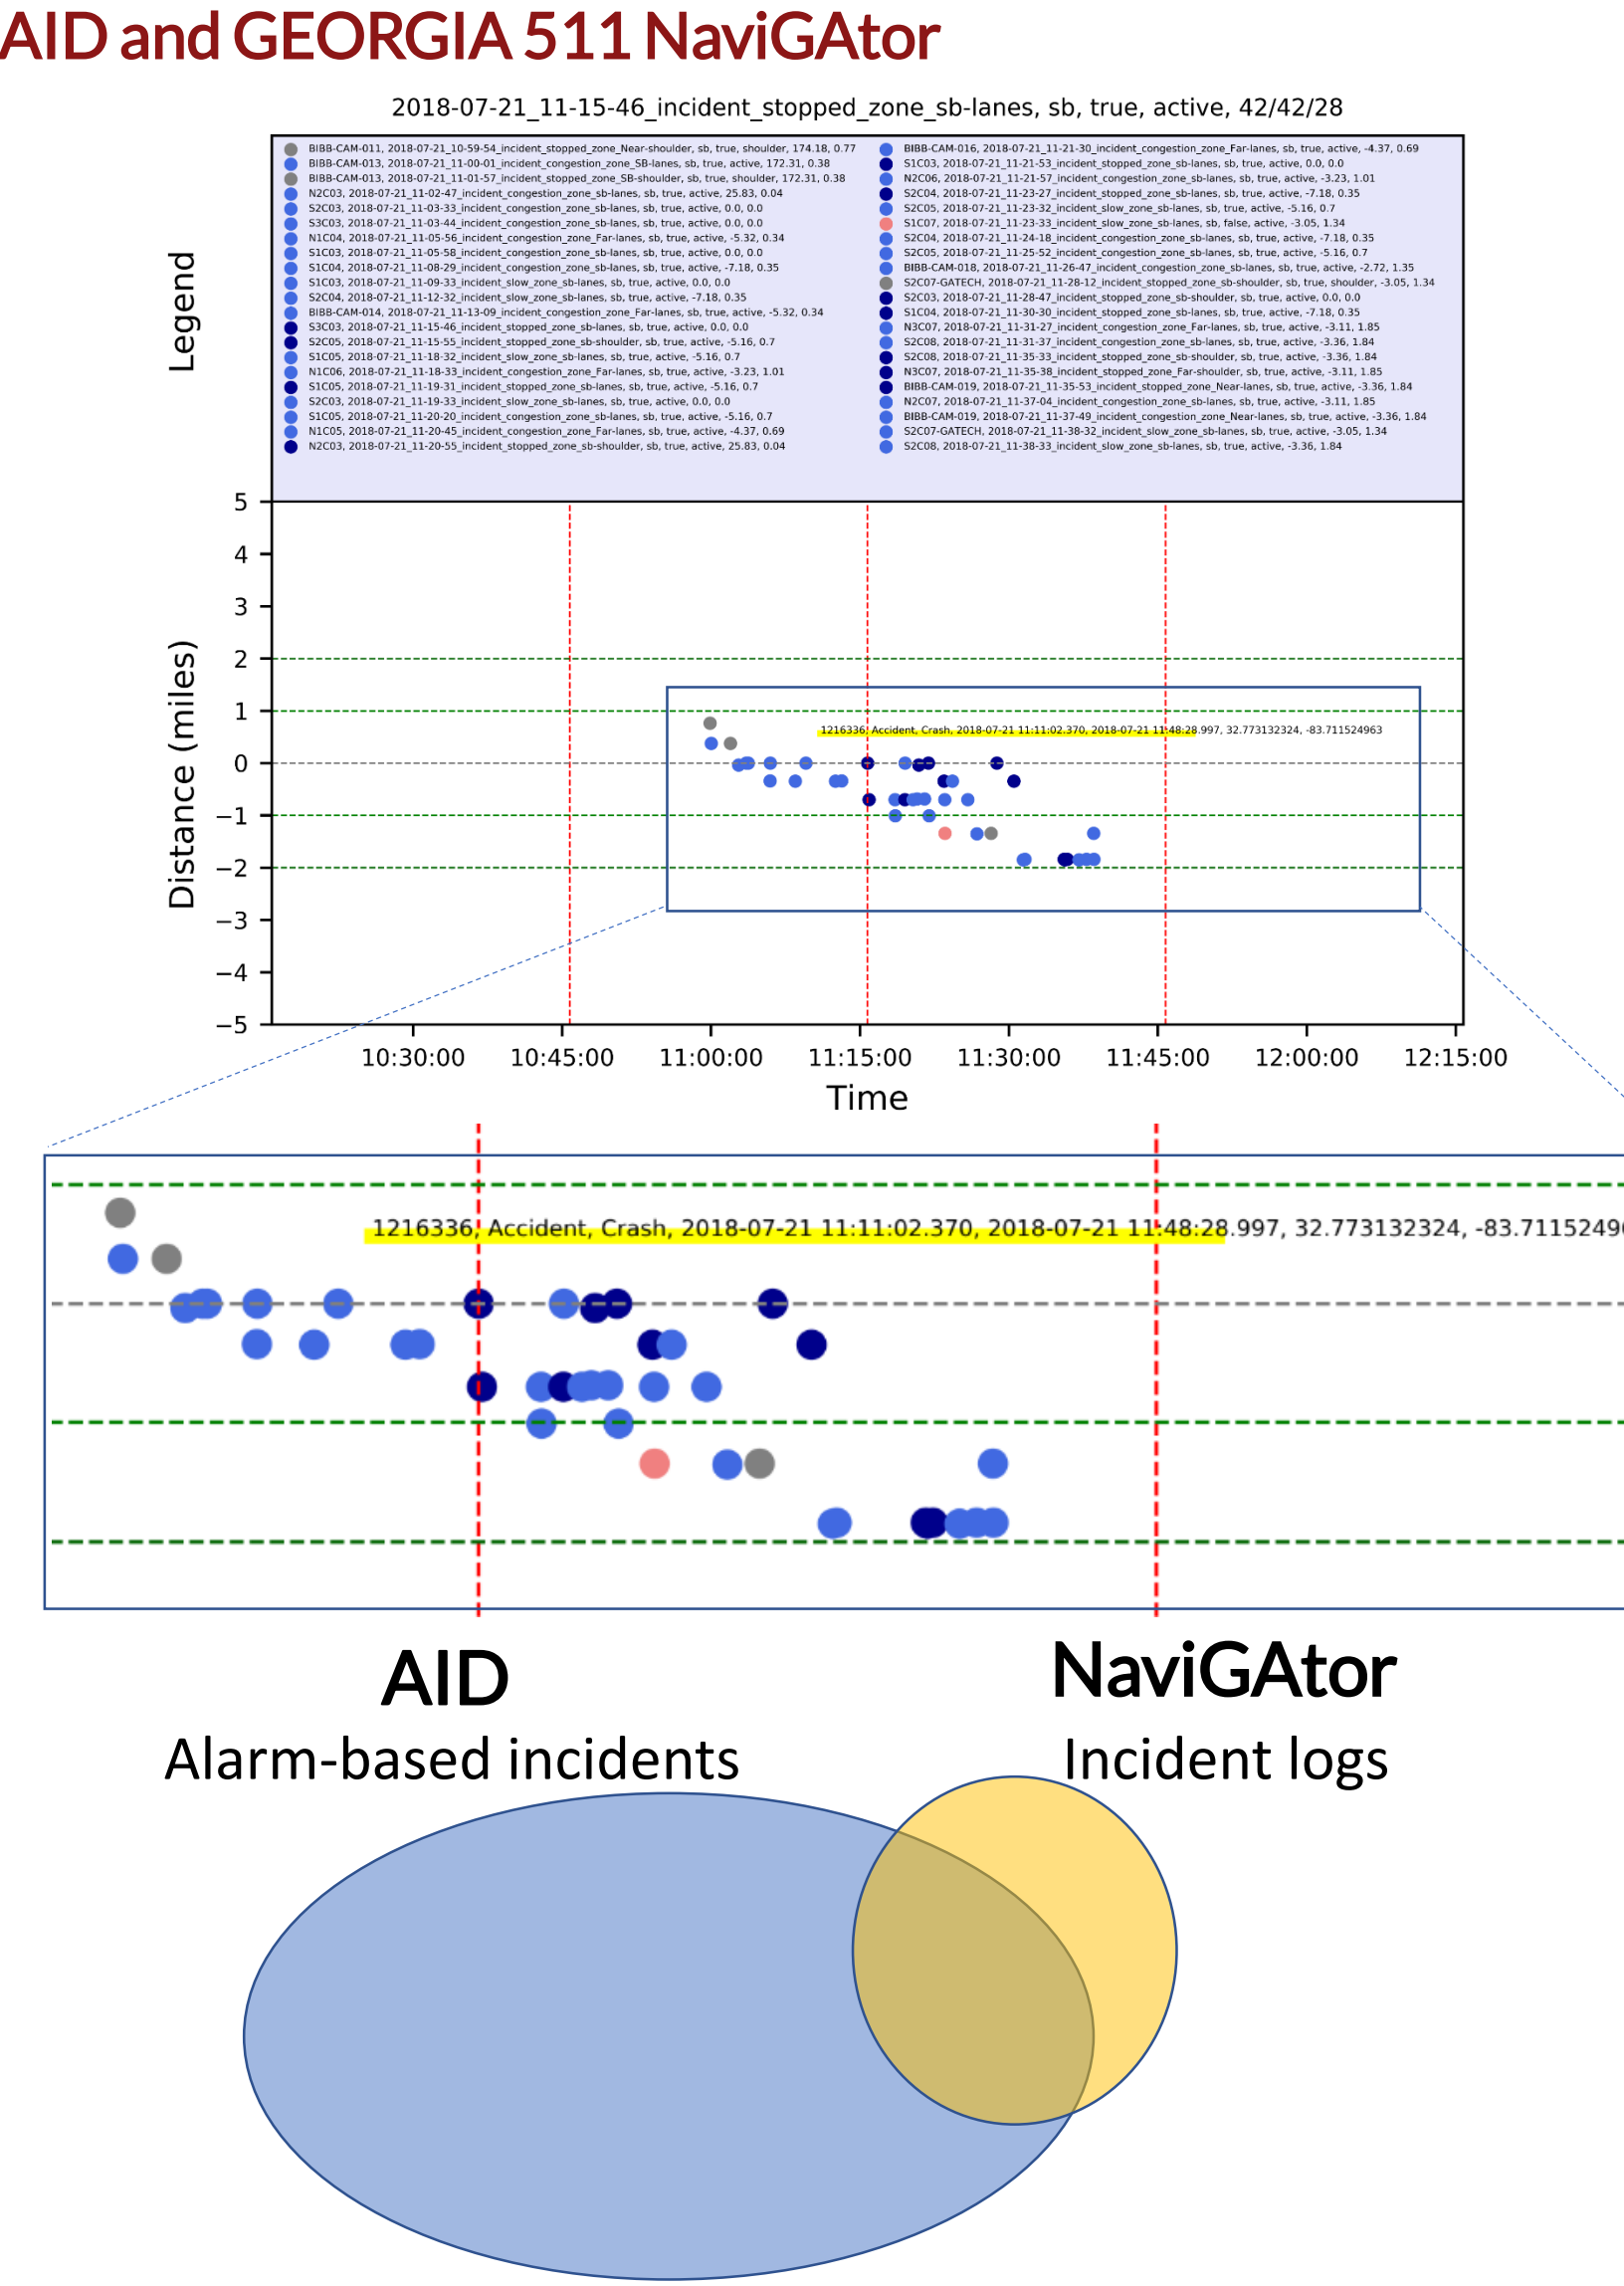 AID and GEORGIA 511 NaviGAtor
2018-07-21_11-15-46_incident_stopped_zone_sb-lanes, sb, true, active, 42/42/28
Legend
BIBB-CAM-011, 2018-07-21_10-59-54_incident_stopped_zone_Near-shoulder, sb, true, shoulder, 174.18, 0.77
BIBB-CAM-013, 2018-07-21_11-00-01_incident_congestion_zone_SB-lanes, sb, true, active, 172.31, 0.38
BIBB-CAM-013, 2018-07-21_11-01-57_incident_stopped_zone_SB-shoulder, sb, true, shoulder, 172.31, 0.38
N2C03, 2018-07-21_11-02-47_incident_congestion_zone_sb-lanes, sb, true, active, 25.83, 0.04
S2C03, 2018-07-21_11-03-33_incident_congestion_zone_sb-lanes, sb, true, active, 0.0, 0.0
S3C03, 2018-07-21_11-03-44_incident_congestion_zone_sb-lanes, sb, true, active, 0.0, 0.0
N1C04, 2018-07-21_11-05-56_incident_congestion_zone_Far-lanes, sb, true, active, -5.32, 0.34
S1C03, 2018-07-21_11-05-58_incident_congestion_zone_sb-lanes, sb, true, active, 0.0, 0.0
S1C04, 2018-07-21_11-08-29_incident_congestion_zone_sb-lanes, sb, true, active, -7.18, 0.35
S1C03, 2018-07-21_11-09-33_incident_slow_zone_sb-lanes, sb, true, active, 0.0, 0.0
S2C04, 2018-07-21_11-12-32_incident_slow_zone_sb-lanes, sb, true, active, -7.18, 0.35
BIBB-CAM-014, 2018-07-21_11-13-09_incident_congestion_zone_Far-lanes, sb, true, active, -5.32, 0.34
S3C03, 2018-07-21_11-15-46_incident_stopped_zone_sb-lanes, sb, true, active, 0.0, 0.0
S2C05, 2018-07-21_11-15-55_incident_stopped_zone_sb-shoulder, sb, true, active, -5.16, 0.7
S1C05, 2018-07-21_11-18-32_incident_slow_zone_sb-lanes, sb, true, active, -5.16, 0.7
N1C06, 2018-07-21_11-18-33_incident_congestion_zone_Far-lanes, sb, true, active, -3.23, 1.01
S1C05, 2018-07-21_11-19-31_incident_stopped_zone_sb-lanes, sb, true, active, -5.16, 0.7
S2C03, 2018-07-21_11-19-33_incident_slow_zone_sb-lanes, sb, true, active, 0.0, 0.0
S1C05, 2018-07-21_11-20-20_incident_congestion_zone_sb-lanes, sb, true, active, -5.16, 0.7
N1C05, 2018-07-21_11-20-45_incident_congestion_zone_Far-lanes, sb, true, active, -4.37, 0.69
N2C03, 2018-07-21_11-20-55_incident_stopped_zone_sb-shoulder, sb, true, active, 25.83, 0.04
BIBB-CAM-016, 2018-07-21_11-21-30_incident_congestion_zone_Far-lanes, sb, true, active, -4.37, 0.69
S1C03, 2018-07-21_11-21-53_incident_stopped_zone_sb-lanes, sb, true, active, 0.0, 0.0
N2C06, 2018-07-21_11-21-57_incident_congestion_zone_sb-lanes, sb, true, active, -3.23, 1.01
S2C04, 2018-07-21_11-23-27_incident_stopped_zone_sb-lanes, sb, true, active, -7.18, 0.35
S2C05, 2018-07-21_11-23-32_incident_slow_zone_sb-lanes, sb, true, active, -5.16, 0.7
S1C07, 2018-07-21_11-23-33_incident_slow_zone_sb-lanes, sb, false, active, -3.05, 1.34
S2C04, 2018-07-21_11-24-18_incident_congestion_zone_sb-lanes, sb, true, active, -7.18, 0.35
S2C05, 2018-07-21_11-25-52_incident_congestion_zone_sb-lanes, sb, true, active, -5.16, 0.7
BIBB-CAM-018, 2018-07-21_11-26-47_incident_congestion_zone_sb-lanes, sb, true, active, -2.72, 1.35
S2C07-GATECH, 2018-07-21_11-28-12_incident_stopped_zone_sb-shoulder, sb, true, shoulder, -3.05, 1.34
S2C03, 2018-07-21_11-28-47_incident_stopped_zone_sb-shoulder, sb, true, active, 0.0, 0.0
S1C04, 2018-07-21_11-30-30_incident_stopped_zone_sb-lanes, sb, true, active, -7.18, 0.35
N3C07, 2018-07-21_11-31-27_incident_congestion_zone_Far-lanes, sb, true, active, -3.11, 1.85
S2C08, 2018-07-21_11-31-37_incident_congestion_zone_sb-lanes, sb, true, active, -3.36, 1.84
S2C08, 2018-07-21_11-35-33_incident_stopped_zone_sb-shoulder, sb, true, active, -3.36, 1.84
N3C07, 2018-07-21_11-35-38_incident_stopped_zone_Far-shoulder, sb, true, active, -3.11, 1.85
BIBB-CAM-019, 2018-07-21_11-35-53_incident_stopped_zone_Near-lanes, sb, true, active, -3.36, 1.84
N2C07, 2018-07-21_11-37-04_incident_congestion_zone_sb-lanes, sb, true, active, -3.11, 1.85
BIBB-CAM-019, 2018-07-21_11-37-49_incident_congestion_zone_Near-lanes, sb, true, active, -3.36, 1.84
S2C07-GATECH, 2018-07-21_11-38-32_incident_slow_zone_sb-lanes, sb, true, active, -3.05, 1.34
S2C08, 2018-07-21_11-38-33_incident_slow_zone_sb-lanes, sb, true, active, -3.36, 1.84
Distance (miles)
5
4
3
2
1
0
−1
−2
−3
−4
−5
1216336, Accident, Crash, 2018-07-21 11:11:02.370, 2018-07-21 11:48:28.997, 32.773132324, -83.711524963
10:30:00 10:45:00 11:00:00 11:15:00 11:30:00 11:45:00 12:00:00 12:15:00
Time
1216336, Accident, Crash, 2018-07-21 11:11:02.370, 2018-07-21 11:48:28.997, 32.773132324, -83.7115249
AID
Alarm-based incidents
NaviGAtor
Incident logs